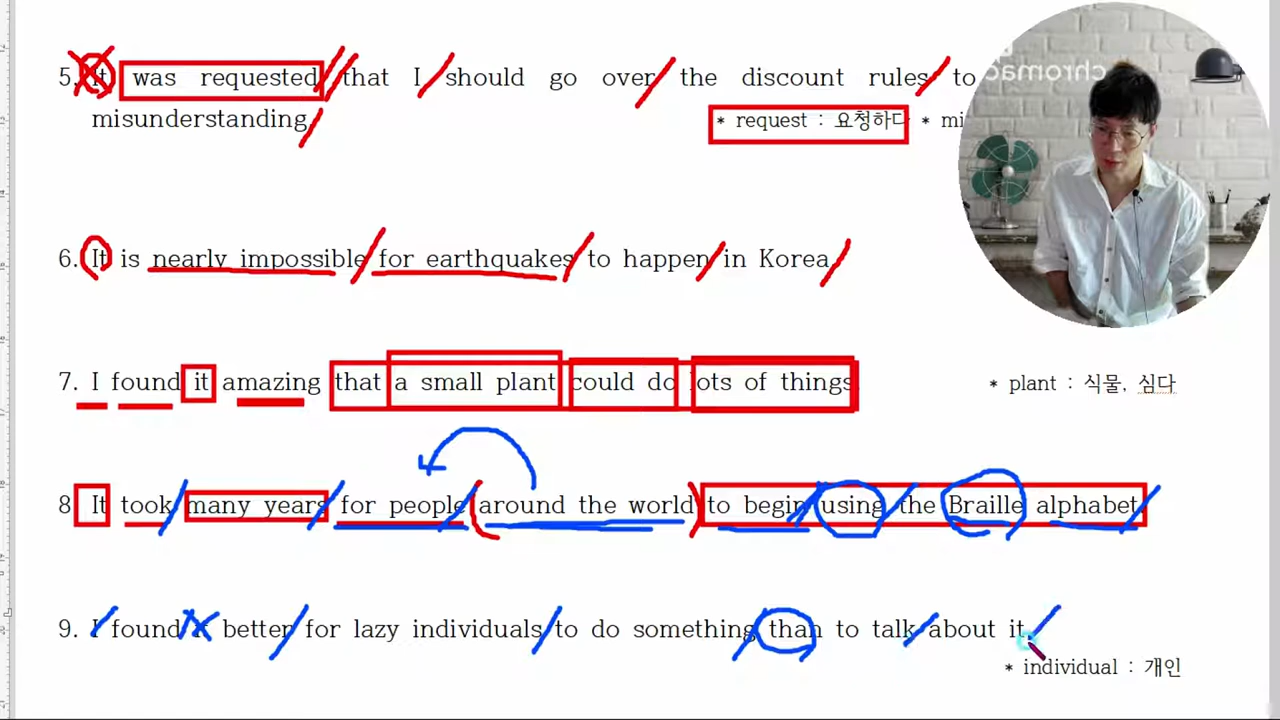 chromac
5. It was requested that I should go over the discount rules to
misunderstanding.
* request : 요청하다 * mi
6. It is nearly impossible for earthquakes to happen in Korea.
7. I found it amazing that a small plant could do lots of things.
* plant : 식물, 심다
8 It took many years for people around the world to begin using the Braille alphabet.
9. I found it better for lazy individuals to do something than to talk about it.
* individual : 개인